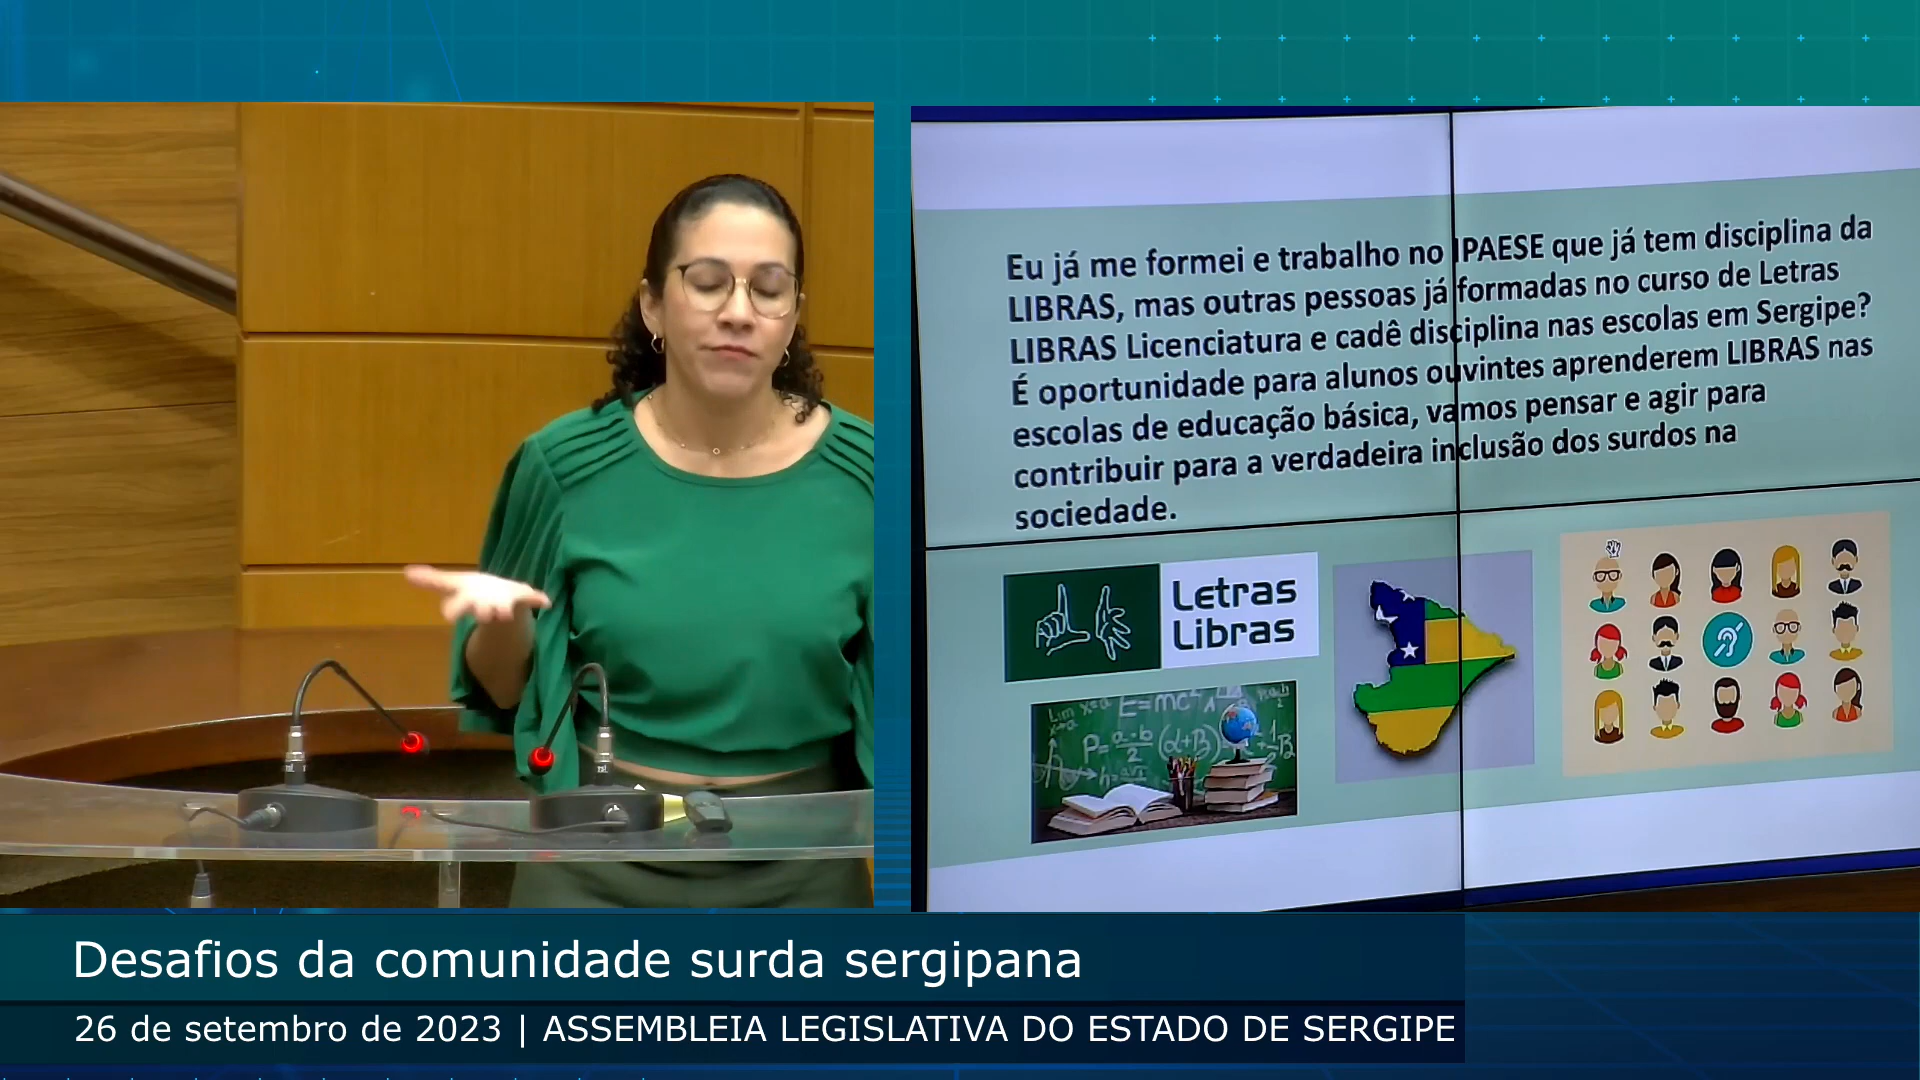 Eu já me formei e trabalho no IPAESE que já tem disciplina da
LIBRAS, mas outras pessoas já formadas no curso de Letras
LIBRAS Licenciatura e cadê disciplina nas escolas em Sergipe?
É oportunidade para alunos ouvintes aprenderem LIBRAS nas
escolas de educação básica, vamos pensar e agir para
contribuir para a verdadeira inclusão dos surdos na
sociedade.
Letras
Libras
E=mc²
Desafios da comunidade surda sergipana
26 de setembro de 2023 | ASSEMBLEIA LEGISLATIVA DO ESTADO DE SERGIPE